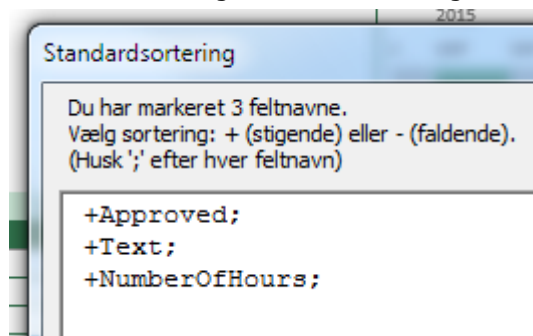 2015
Standardsortering
Du har markeret 3 feltnavne.
Vælg sortering: + (stigende) eller - (faldende).
(Husk ';' efter hver feltnavn)
+Approved;
+Text;
+NumberOfHours;